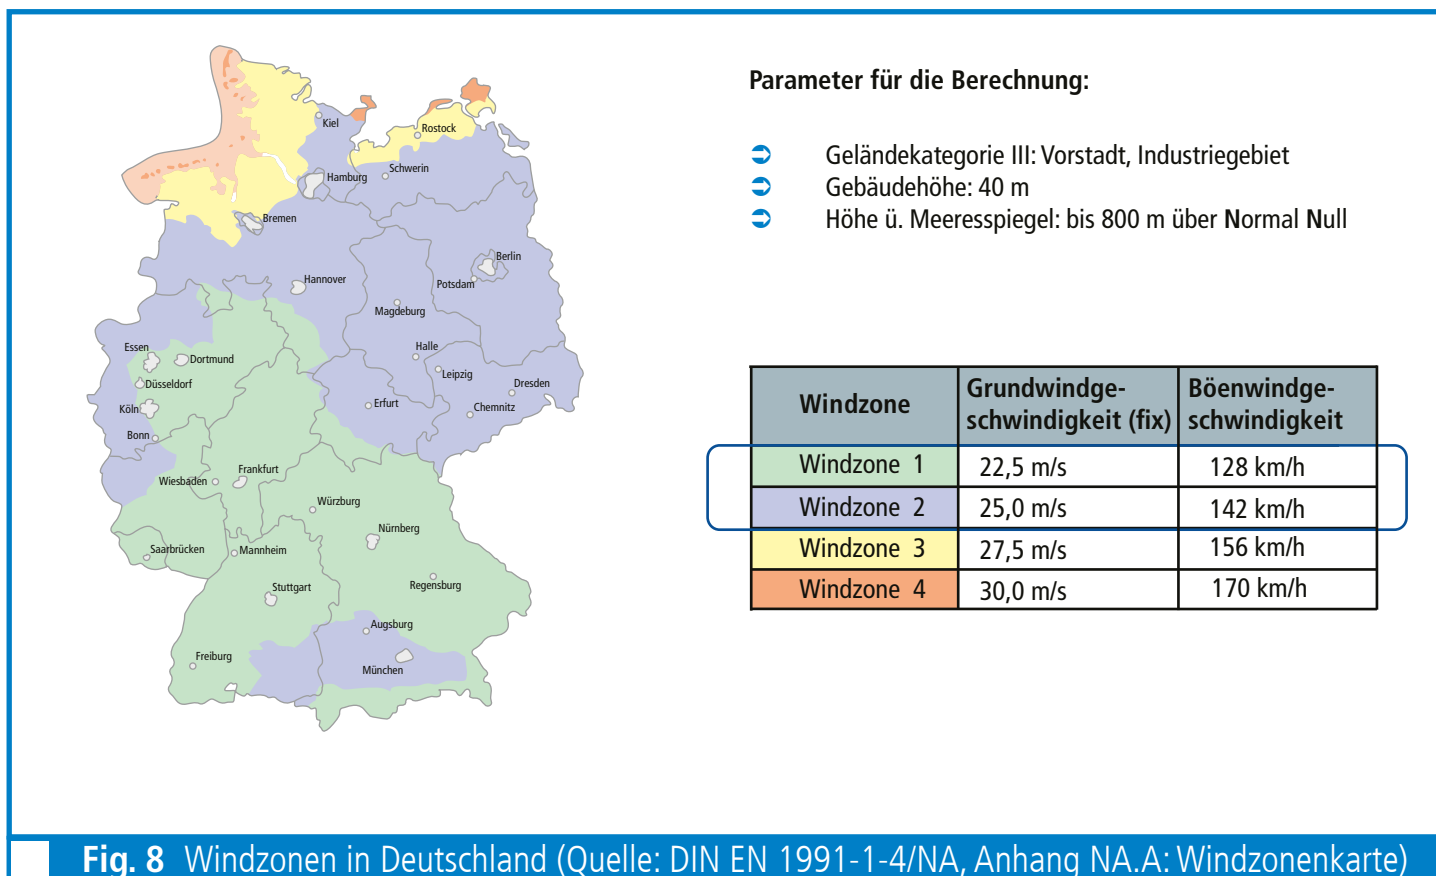 Kiel
Rostock
Schwerin
Hamburg
Bremen
Berlin
Potsdam
Hannover
Magdeburg
Essen
Dortmund
Halle
Leipzig
Düsseldorf
Dresden
Köln
Erfurt
Chemnitz
Bonn
Frankfurt
Wiesbaden
Würzburg
Nürnberg
Saarbrücken
Mannheim
Stuttgart
Regensburg
Augsburg
Freiburg
München
Parameter für die Berechnung:
Geländekategorie III: Vorstadt, Industriegebiet
Gebäudehöhe: 40 m
Höhe ü. Meeresspiegel: bis 800 m über Normal Null
Windzone
Grundwindge-
schwindigkeit (fix)
Böenwindge-
schwindigkeit
Windzone 1 22,5 m/s 128 km/h
Windzone 2 25,0 m/s 142 km/h
Windzone 3 27,5 m/s 156 km/h
Windzone 4 30,0 m/s 170 km/h
Fig. 8 Windzonen in Deutschland (Quelle: DIN EN 1991-1-4/NA, Anhang NA.A: Windzonenkarte)